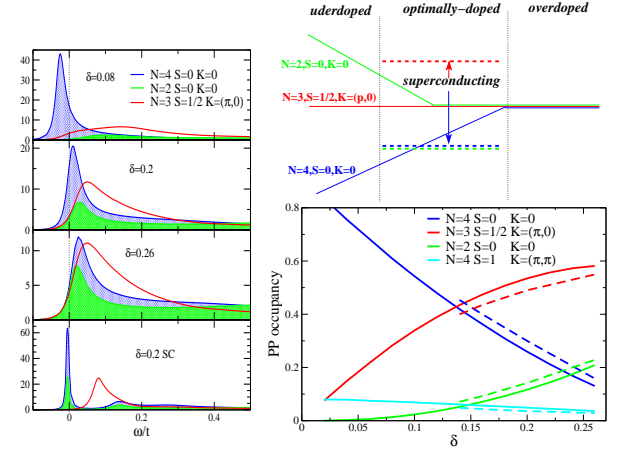 uderdoped optimally-doped overdoped
N=2,S=0,K=0
superconducting
N=3,S=1/2,K=(p,0)
N=4,S=0,K=0
40
30
20
10
0
δ=0.08
N=4 S=0 K=0
N=2 S=0 K=0
N=3 S=1/2 K=(π,0)
20
10
0
δ=0.2
10
5
0
δ=0.26
60
45
30
15
0
δ=0.2 SC
0 0.2 0.4
ω/t
PP occupancy
0.8
0.6
0.4
0.2
0
N=4 S=0 K=0
N=3 S=1/2 K=(π,0)
N=2 S=0 K=0
N=4 S=1 K=(π,π)
0 0.05 0.1 0.15 0.2 0.25
δ